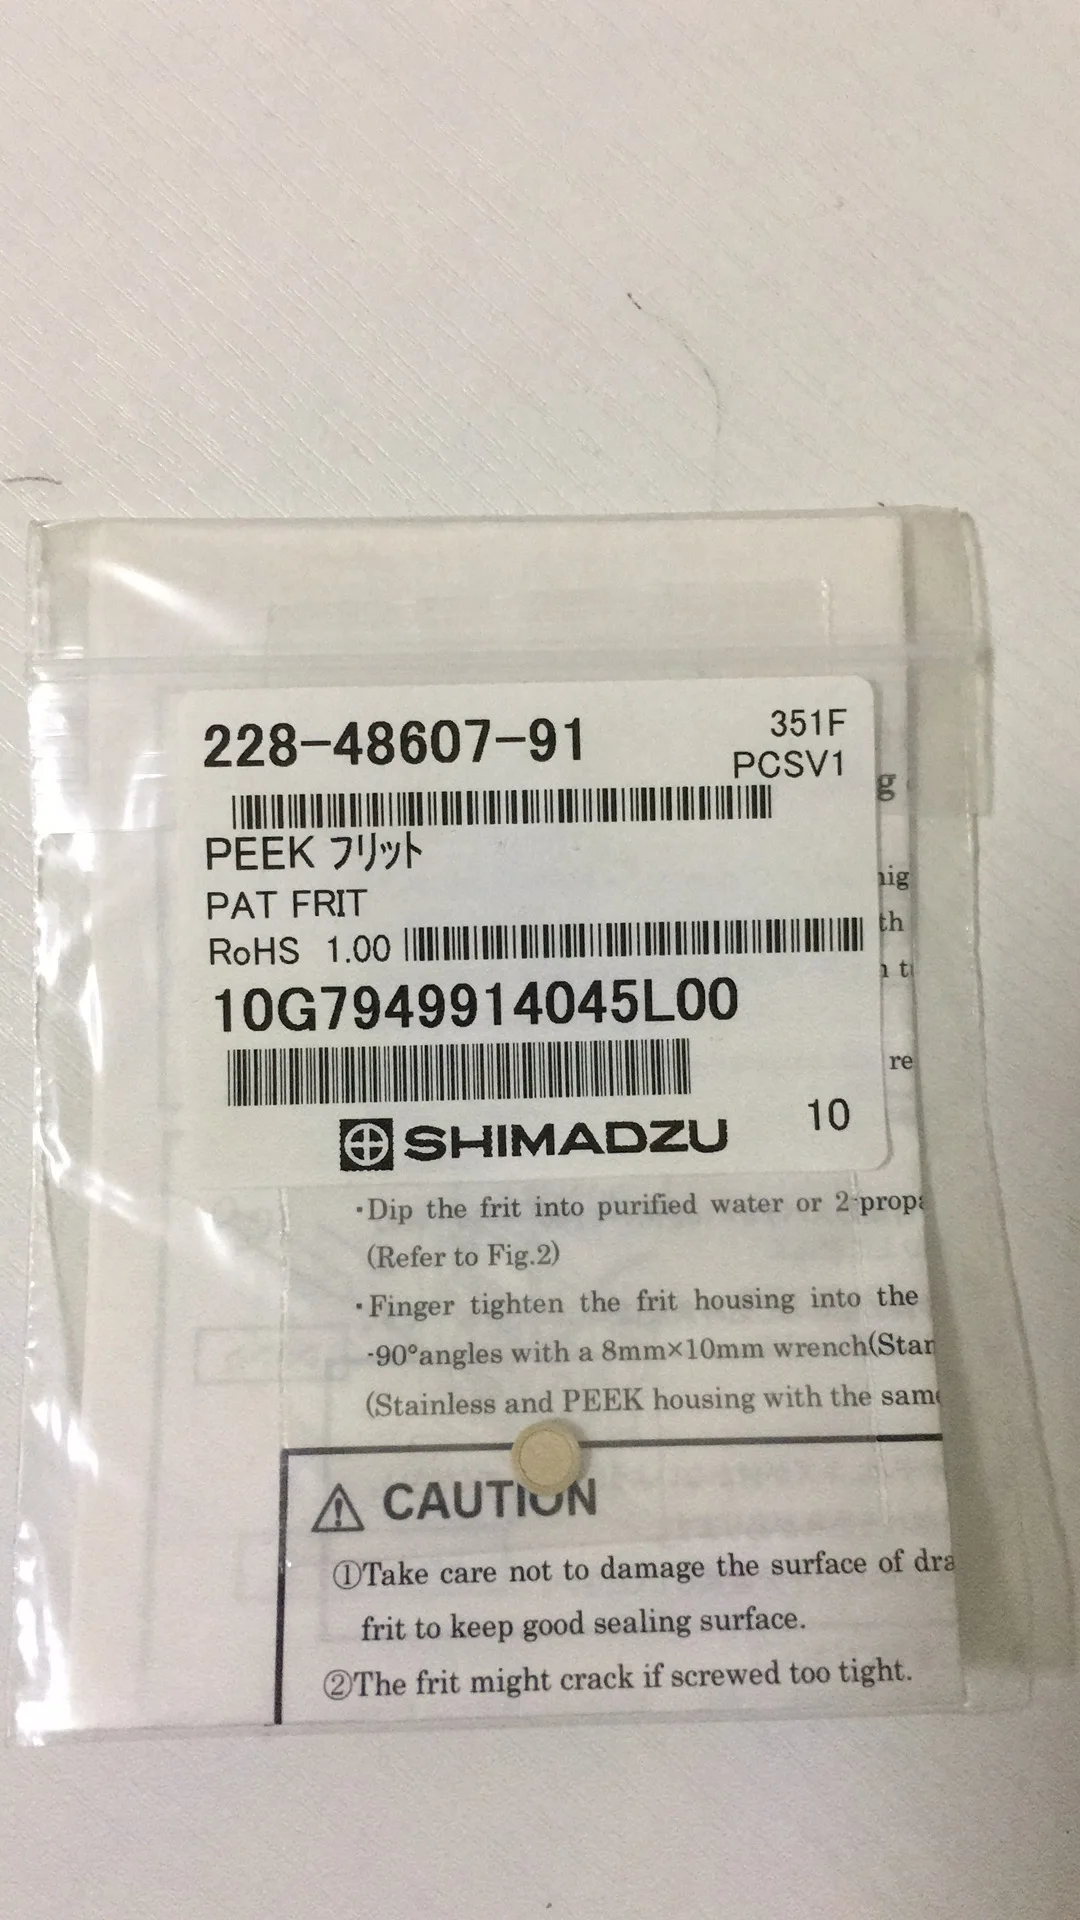 228-48607-91
351F
PCSV1
PEEK フリット
PAT FRIT
RoHS 1.00
10G7949914045L00
SHIMADZU
10
g
th
re
・Dip the frit into purified water or 2-propa
(Refer to Fig.2)
・Finger tighten the frit housing into the
-90°angles with a 8mm×10mm wrench(Stan
(Stainless and PEEK housing with the same
CAUTION
①Take care not to damage the surface of dra
frit to keep good sealing surface.
②The frit might crack if screwed too tight.